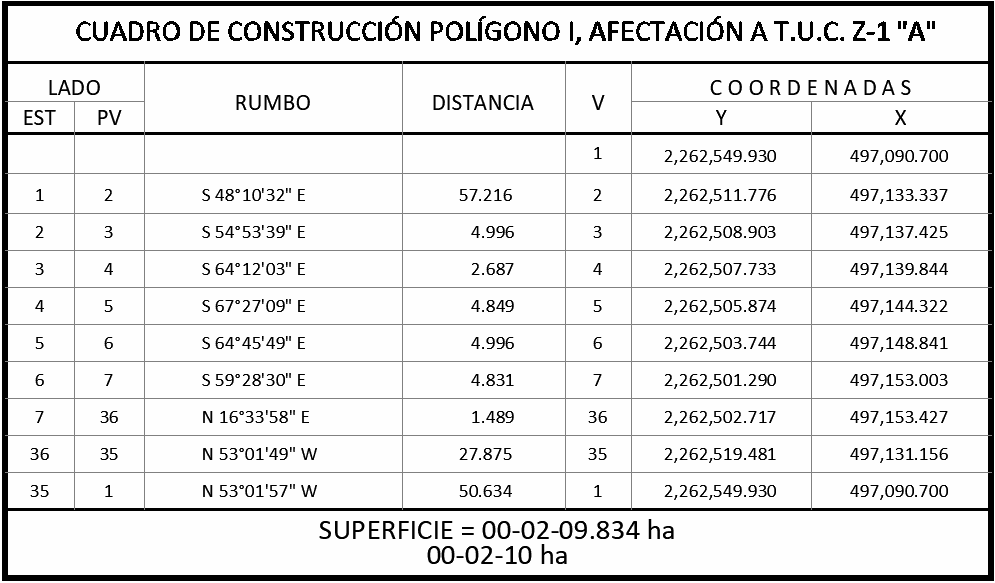 CUADRO DE CONSTRUCCIÓN POLÍGONO I, AFECTACIÓN A T.U.C. Z-1 "A"
LADO RUMBO DISTANCIA V C O O R D E N A D A S
EST PV Y X
1 2,262,549.930 497,090.700
1 2 S 48°10'32" E 57.216 2 2,262,511.776 497,133.337
2 3 S 54°53'39" E 4.996 3 2,262,508.903 497,137.425
3 4 S 64°12'03" E 2.687 4 2,262,507.733 497,139.844
4 5 S 67°27'09" E 4.849 5 2,262,505.874 497,144.322
5 6 S 64°45'49" E 4.996 6 2,262,503.744 497,148.841
6 7 S 59°28'30" E 4.831 7 2,262,501.290 497,153.003
7 36 N 16°33'58" E 1.489 36 2,262,502.717 497,153.427
36 35 N 53°01'49" W 27.875 35 2,262,519.481 497,131.156
35 1 N 53°01'57" W 50.634 1 2,262,549.930 497,090.700
SUPERFICIE = 00-02-09.834 ha
00-02-10 ha